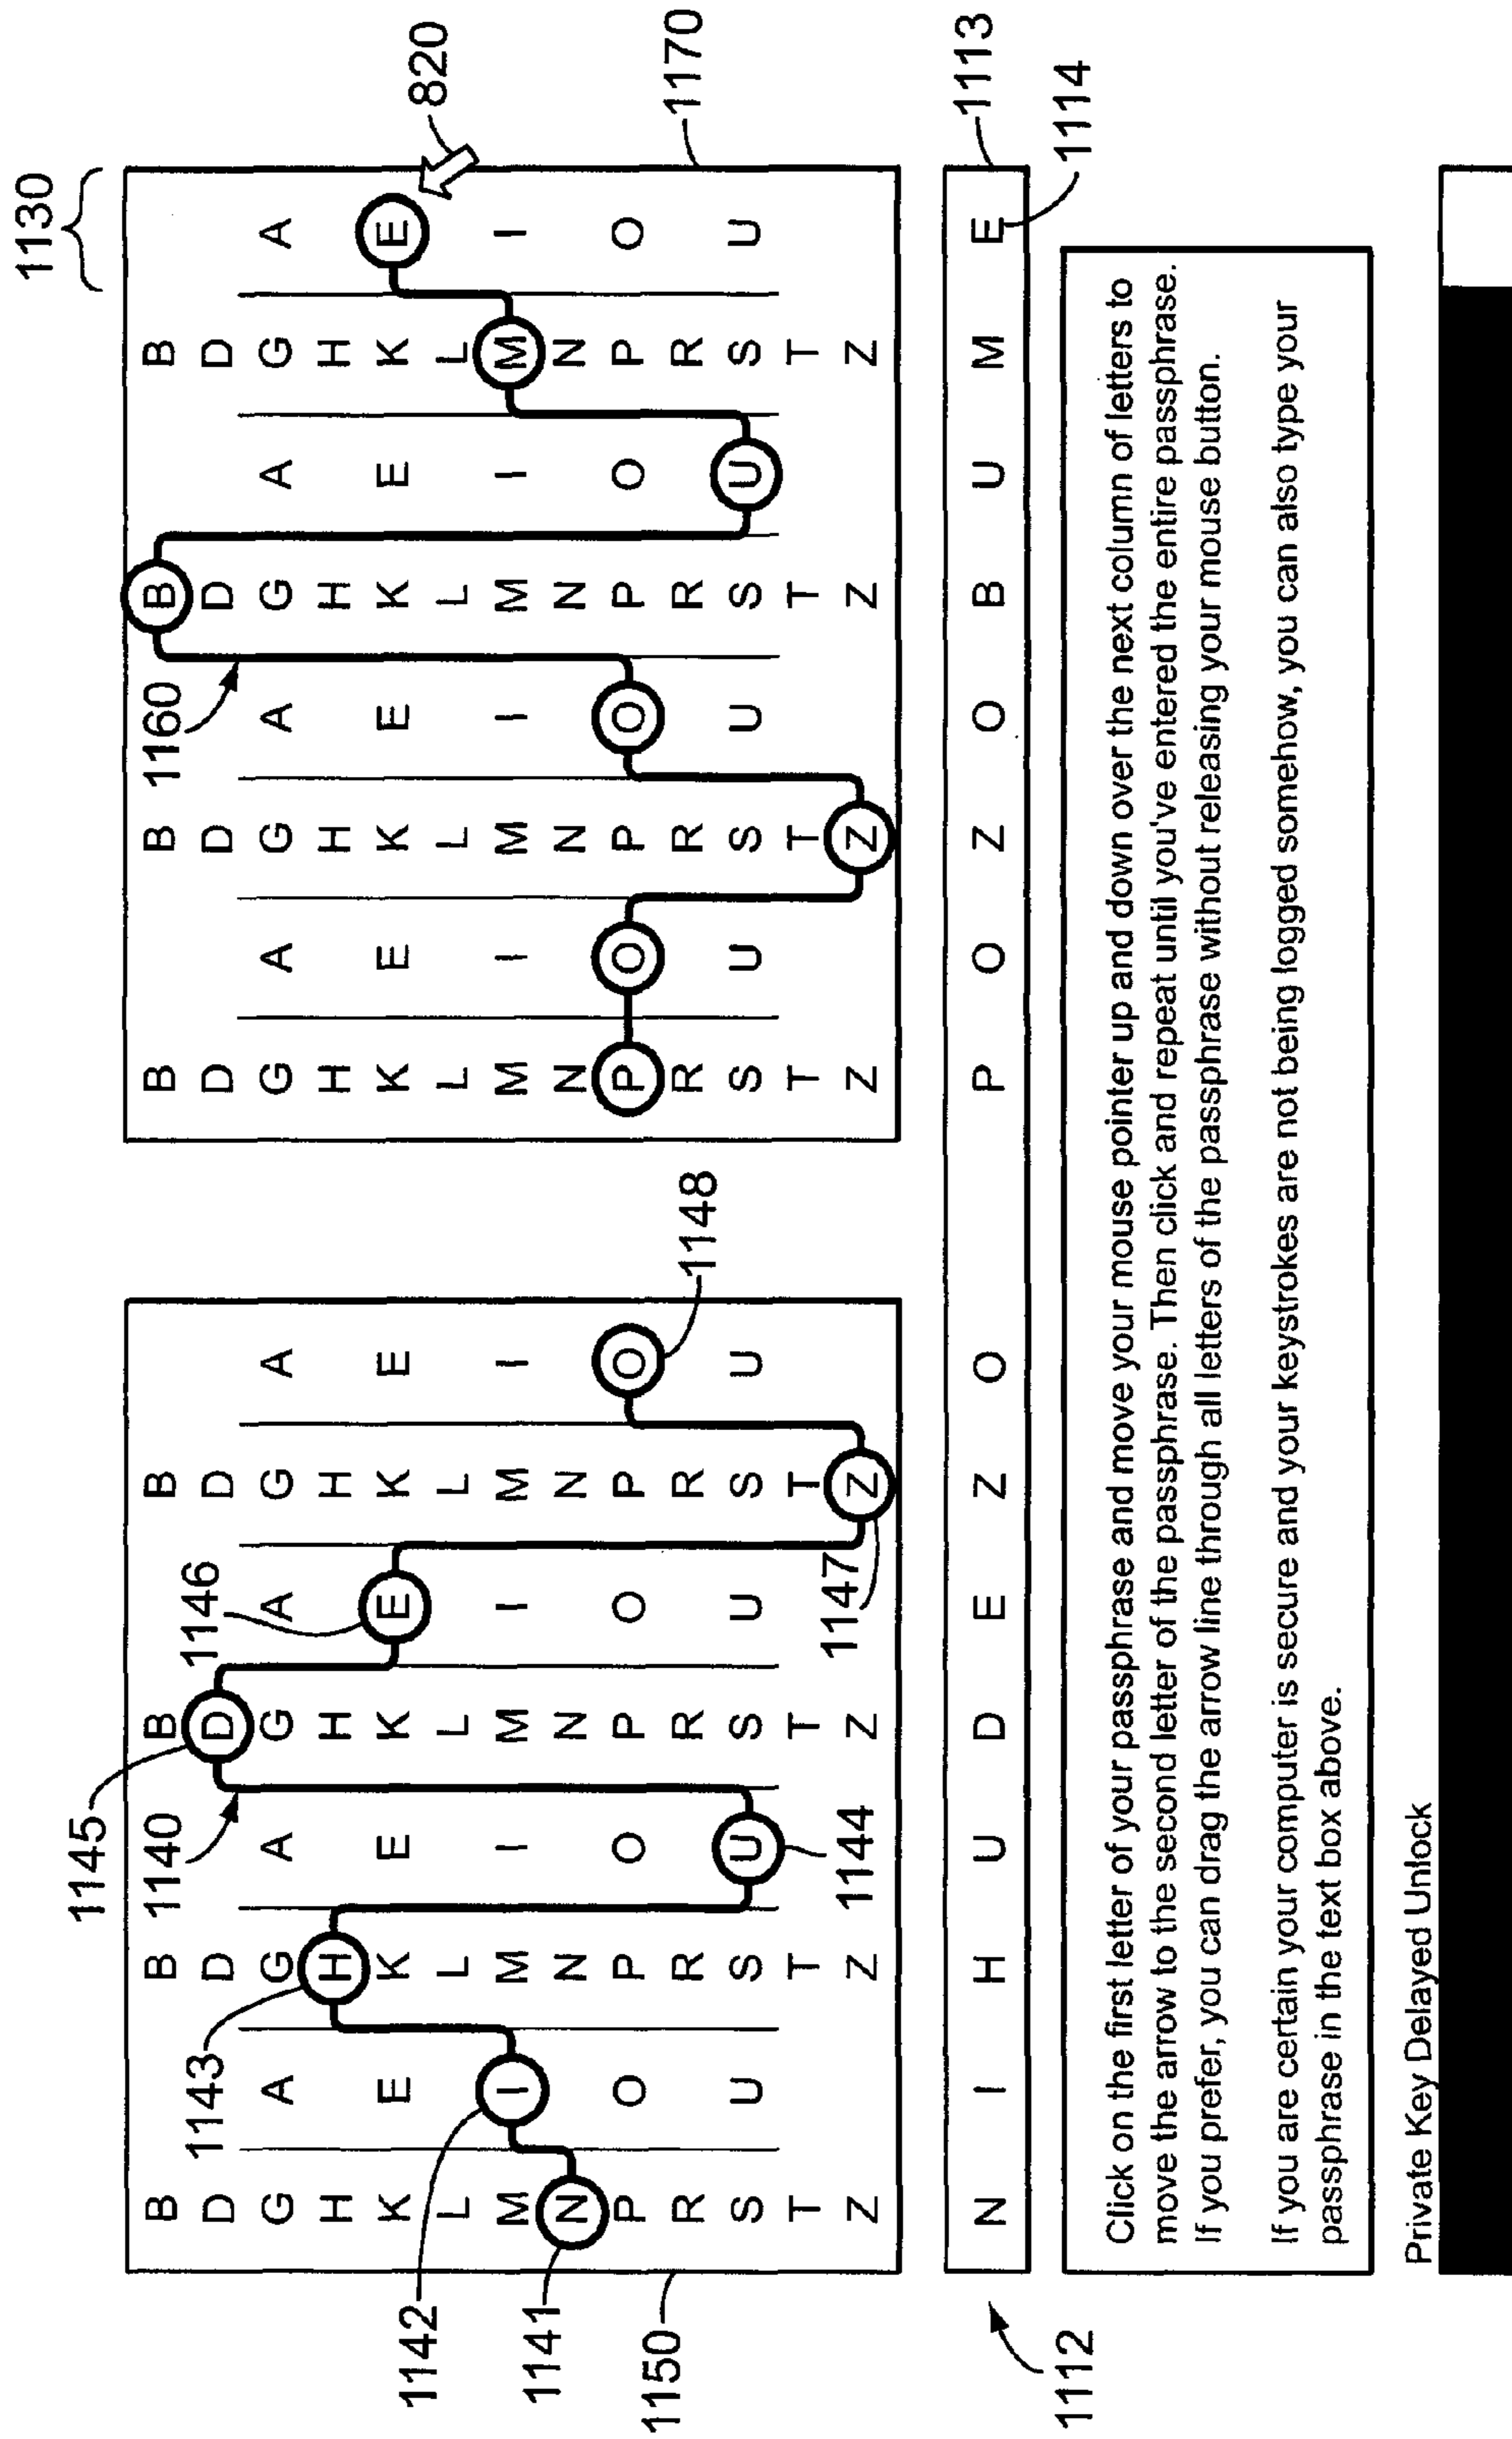 1130
1145
B B 1140 B B B B 1160 B B
D 1143 D D 1146 D D D D D
G A G A G A G A G A G A G A G A
H H H H H H H H
1142 K E K E K E K E K E K E K E K E 820
L L L L L L L L
M I M I M I M I M I M I M I M I
1141 N N N N N N N N
P O P O P O P O P O P O P O P O
1150 R R R R 1148 R R R R 1170
S U S U S U S U S U S U S U S U
T T T T T T T T
Z Z 1144 Z 1147 Z Z Z Z Z
N I H U D E Z O P O Z O B U M E 1113
1112 1114
Click on the first letter of your passphrase and move your mouse pointer up and down over the next column of letters to
move the arrow to the second letter of the passphrase. Then click and repeat until you've entered the entire passphrase.
If you prefer, you can drag the arrow line through all letters of the passphrase without releasing your mouse button.
If you are certain your computer is secure and your keystrokes are not being logged somehow, you can also type your
passphrase in the text box above.
Private Key Delayed Unlock